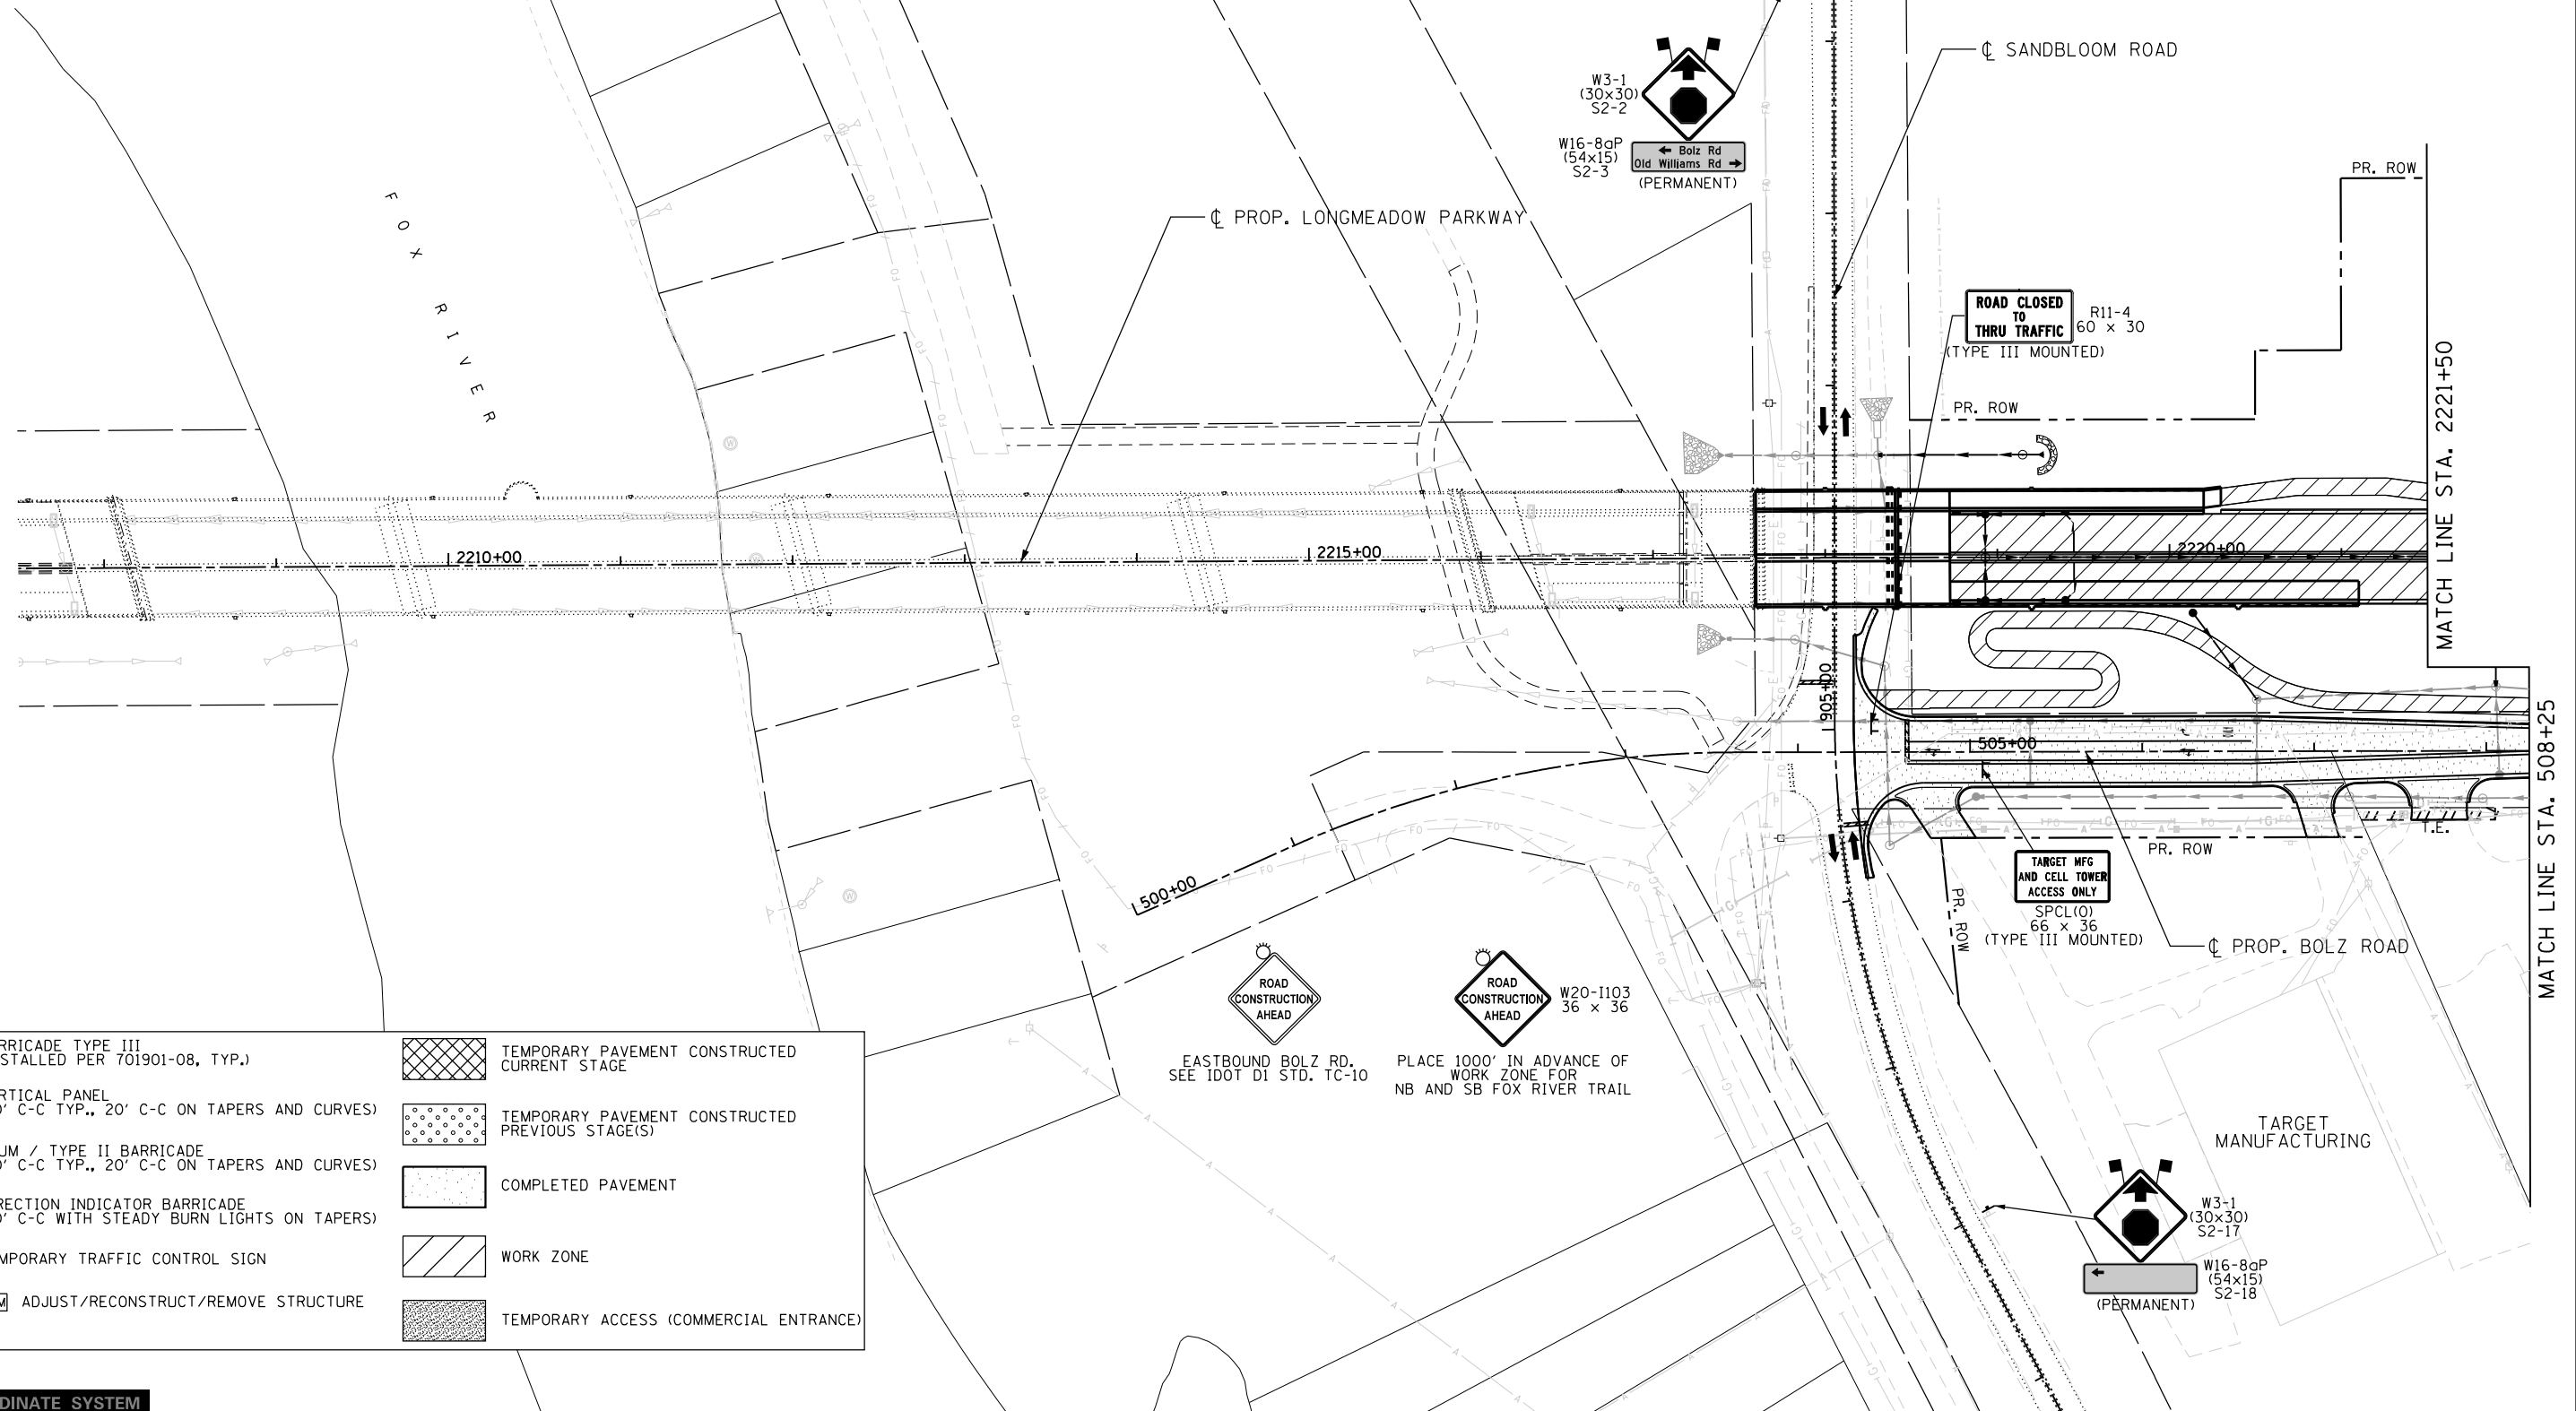 ℄ SANDBLOOM ROAD
W3-1
(30x30)
S2-2
W16-8aP
(54x15)
S2-3
← Bolz Rd
Old Williams Rd →
(PERMANENT)
PR. ROW
℄ PROP. LONGMEADOW PARKWAY
FOX RIVER
ROAD CLOSED
TO
THRU TRAFFIC
R11-4
60 x 30
(TYPE III MOUNTED)
PR. ROW
MATCH LINE STA. 2221+50
2210+00
2215+00
2220+00
905+00
505+00
500+00
MATCH LINE STA. 508+25
T.E.
PR. ROW
PR. ROW
TARGET MFG
AND CELL TOWER
ACCESS ONLY
SPCL(O)
66 x 36
(TYPE III MOUNTED)
℄ PROP. BOLZ ROAD
ROAD
CONSTRUCTION
AHEAD
EASTBOUND BOLZ RD.
SEE IDOT D1 STD. TC-10
ROAD
CONSTRUCTION
AHEAD
W20-I103
36 x 36
PLACE 1000' IN ADVANCE OF
WORK ZONE FOR
NB AND SB FOX RIVER TRAIL
TARGET
MANUFACTURING
W3-1
(30x30)
S2-17
←
W16-8aP
(54x15)
S2-18
(PERMANENT)
RRICADE TYPE III
STALLED PER 701901-08, TYP.)
RTICAL PANEL
0' C-C TYP., 20' C-C ON TAPERS AND CURVES)
UM / TYPE II BARRICADE
0' C-C TYP., 20' C-C ON TAPERS AND CURVES)
RECTION INDICATOR BARRICADE
0' C-C WITH STEADY BURN LIGHTS ON TAPERS)
MPORARY TRAFFIC CONTROL SIGN
M ADJUST/RECONSTRUCT/REMOVE STRUCTURE
TEMPORARY PAVEMENT CONSTRUCTED
CURRENT STAGE
TEMPORARY PAVEMENT CONSTRUCTED
PREVIOUS STAGE(S)
COMPLETED PAVEMENT
WORK ZONE
TEMPORARY ACCESS (COMMERCIAL ENTRANCE)
DINATE SYSTEM